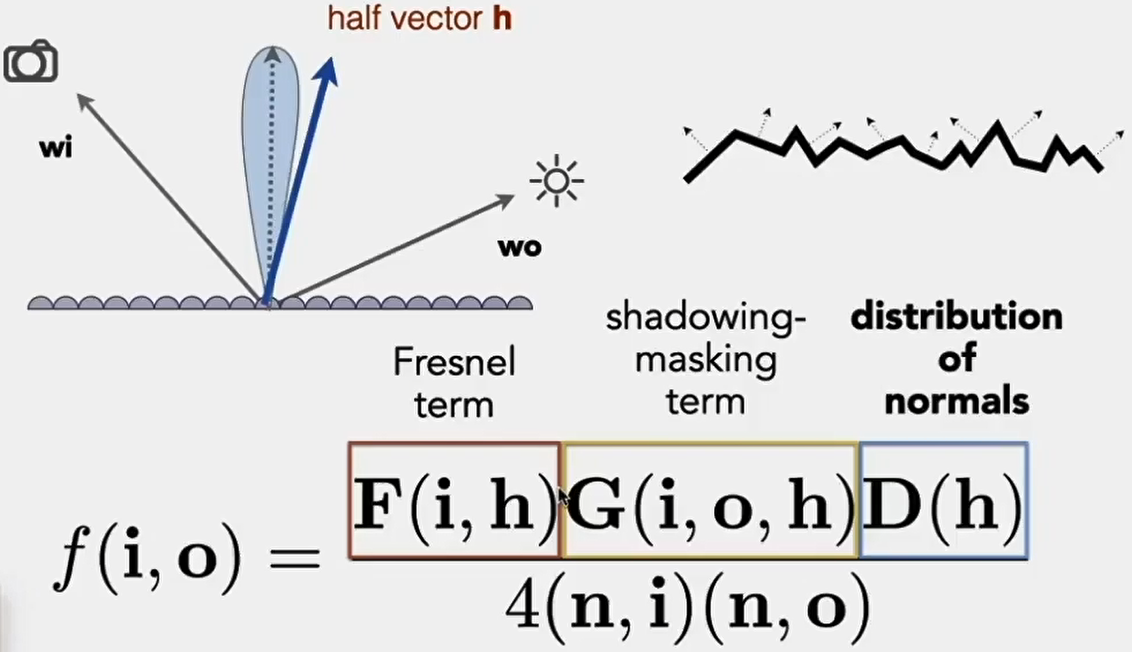 half vector h
wi
wo
Fresnel
term
shadowing-
masking
term
distribution
of
normals
f(i, o) = F(i, h)G(i, o, h)D(h)
4(n, i)(n, o)